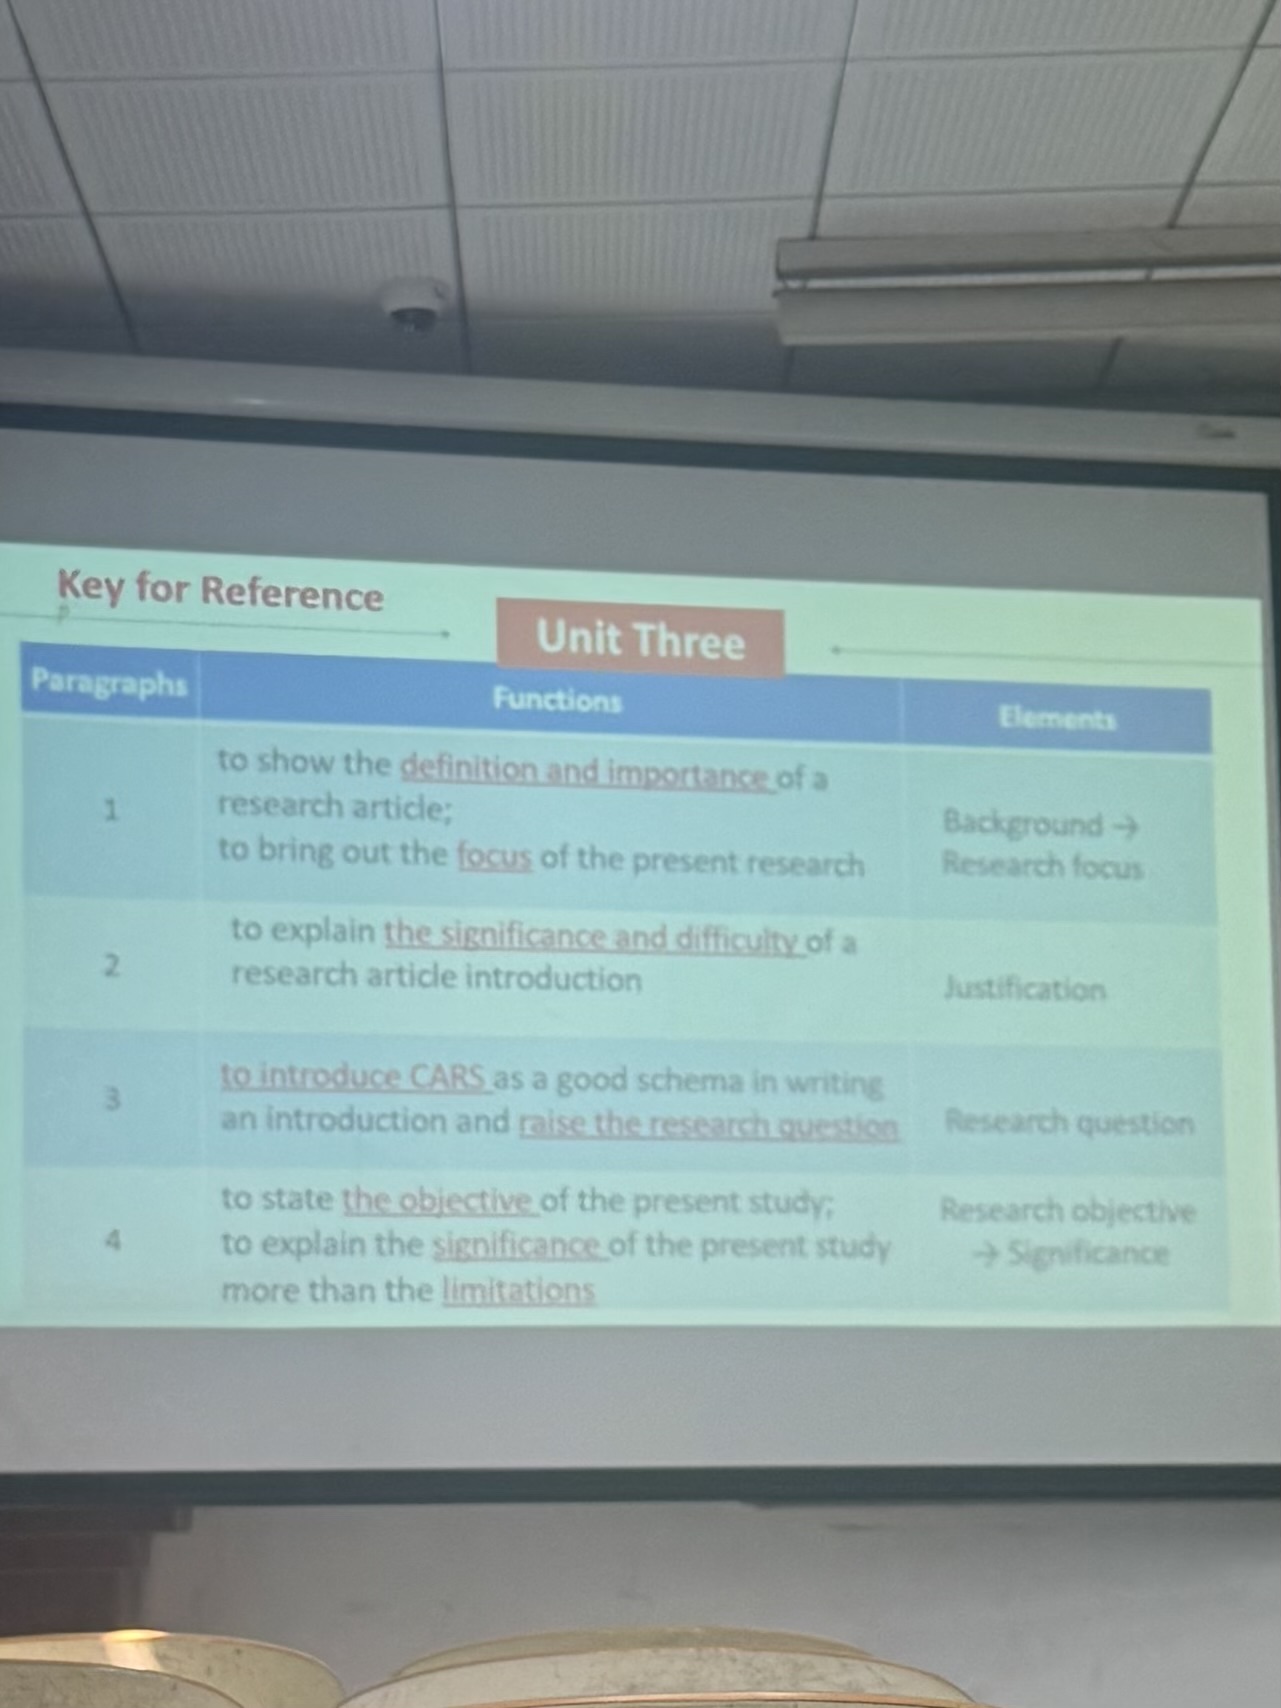 Key for Reference
Unit Three
Paragraphs Functions Elements
1
to show the definition and importance of a
research article;
to bring out the focus of the present research
Background →
Research focus
2
to explain the significance and difficulty of a
research article introduction
Justification
3
to introduce CARS as a good schema in writing
an introduction and raise the research question
Research question
4
to state the objective of the present study;
to explain the significance of the present study
more than the limitations
Research objective
→ Significance